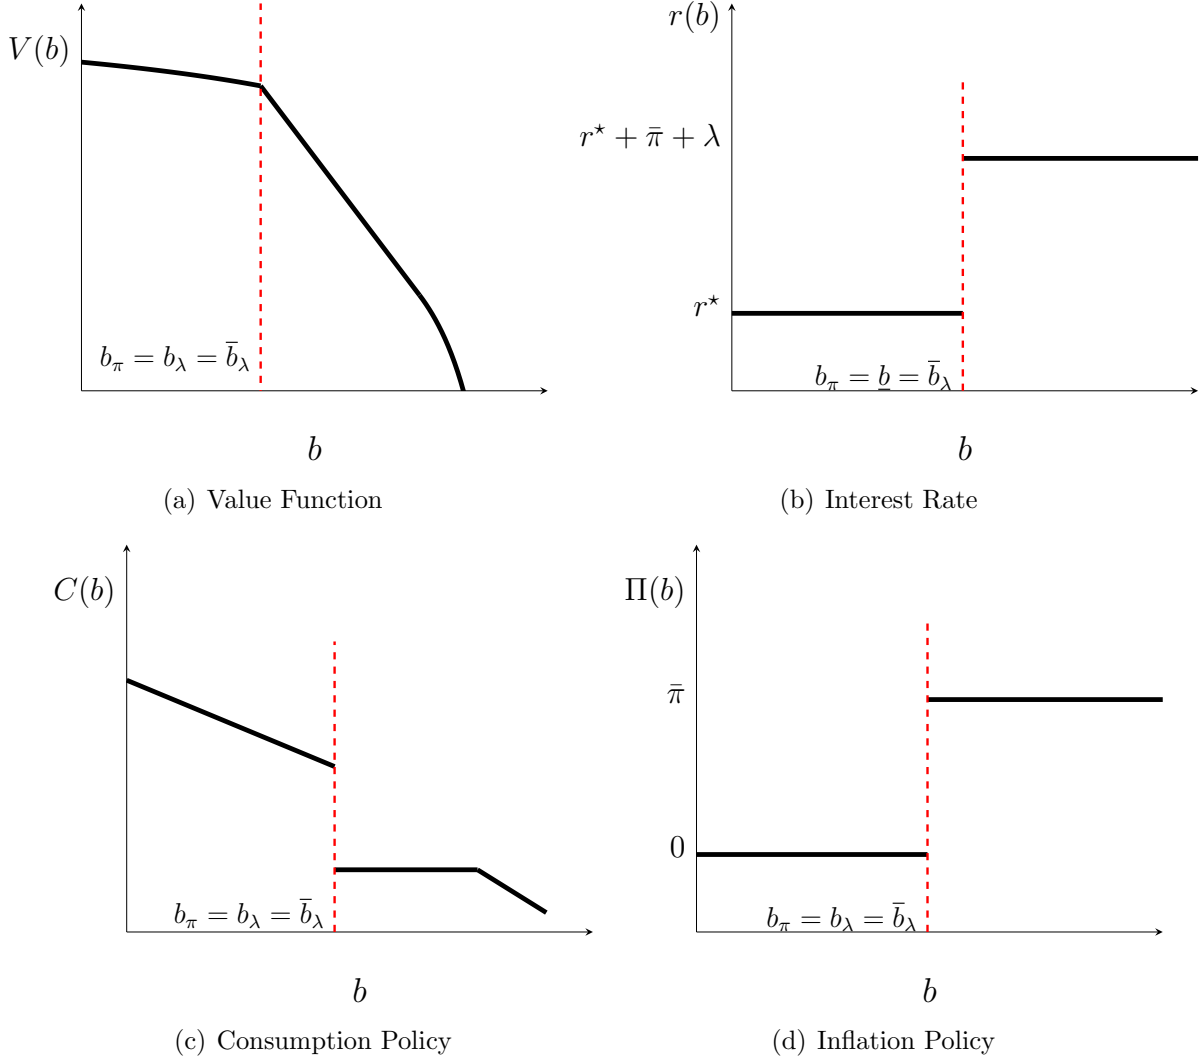 V(b)
b_π = b_λ = b̄_λ
b
(a) Value Function
r(b)
r⋆ + π̄ + λ
r⋆
b_π = b̲ = b̄_λ
b
(b) Interest Rate
C(b)
b_π = b_λ = b̄_λ
b
(c) Consumption Policy
Π(b)
π̄
0
b_π = b_λ = b̄_λ
b
(d) Inflation Policy